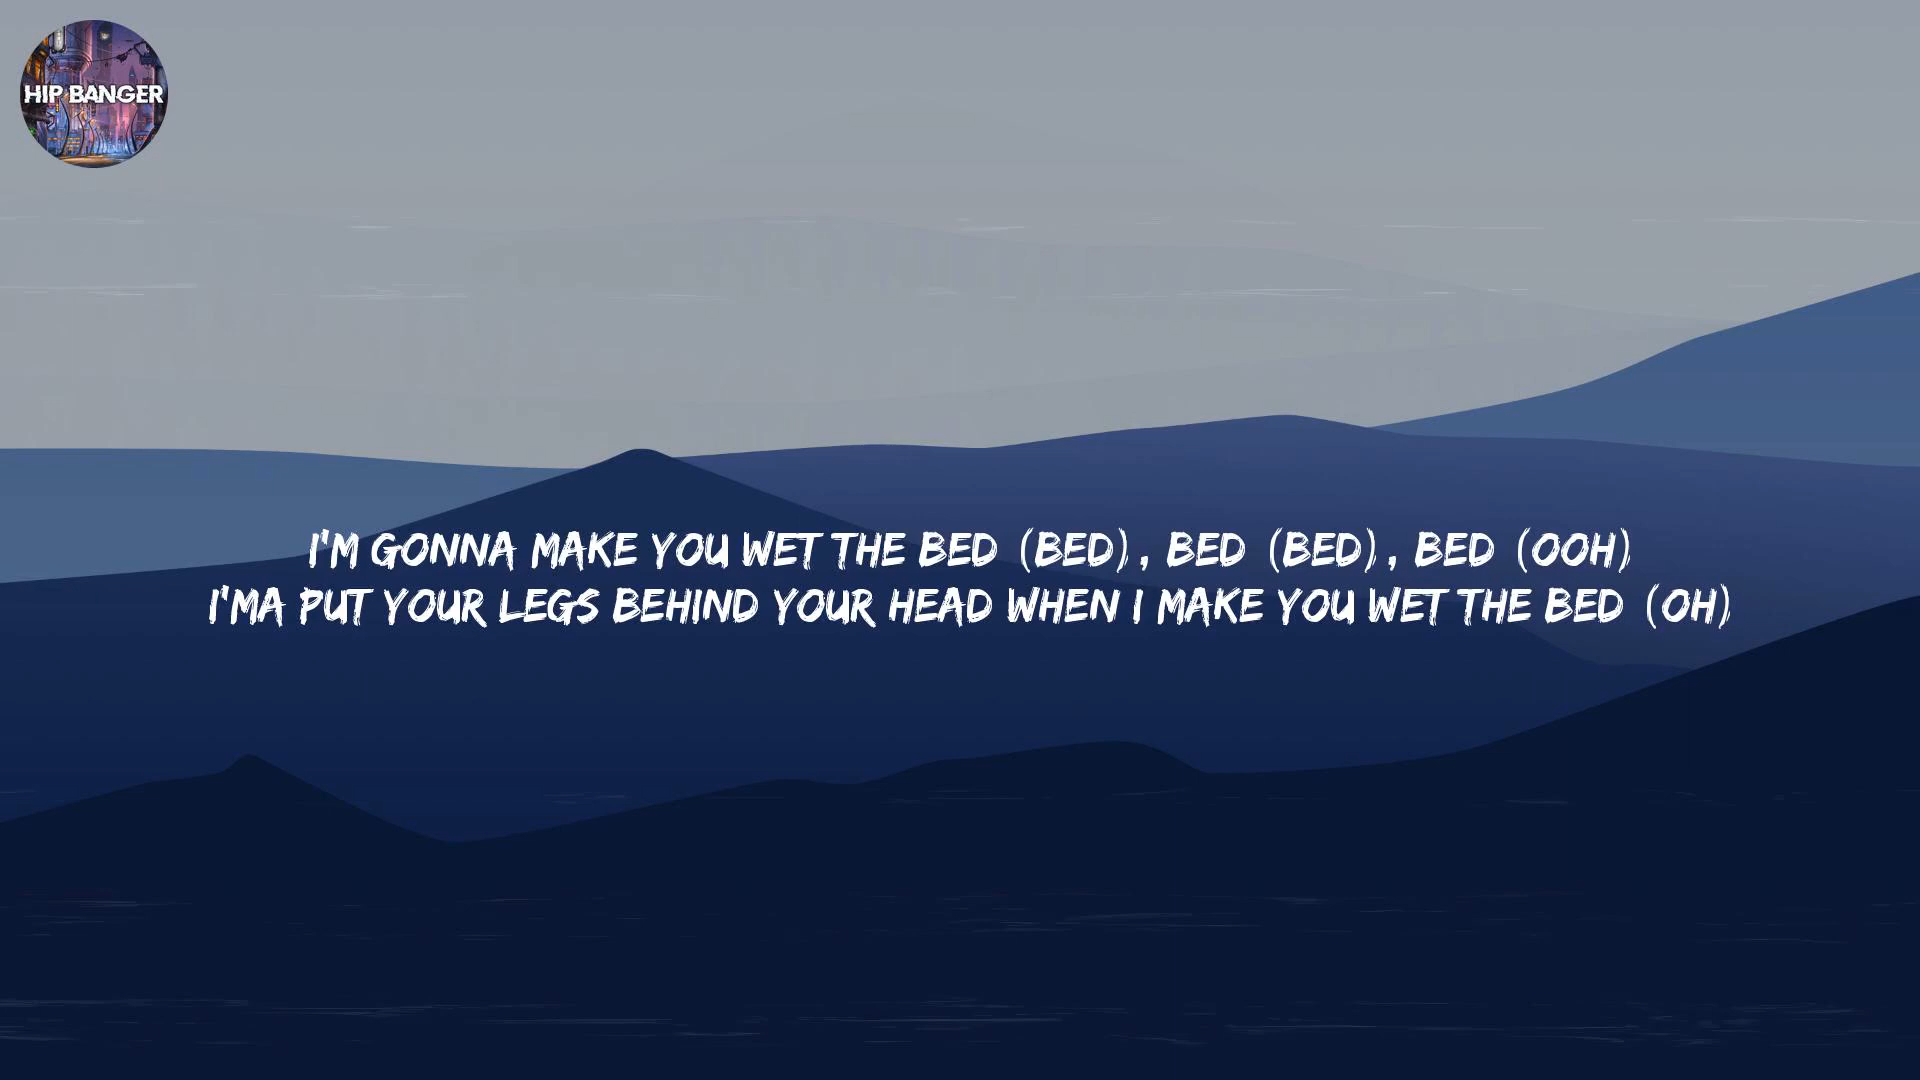 HIP BANGER
I'M GONNA MAKE YOU WET THE BED (BED), BED (BED), BED (OOH)
I'MA PUT YOUR LEGS BEHIND YOUR HEAD WHEN I MAKE YOU WET THE BED (OH)